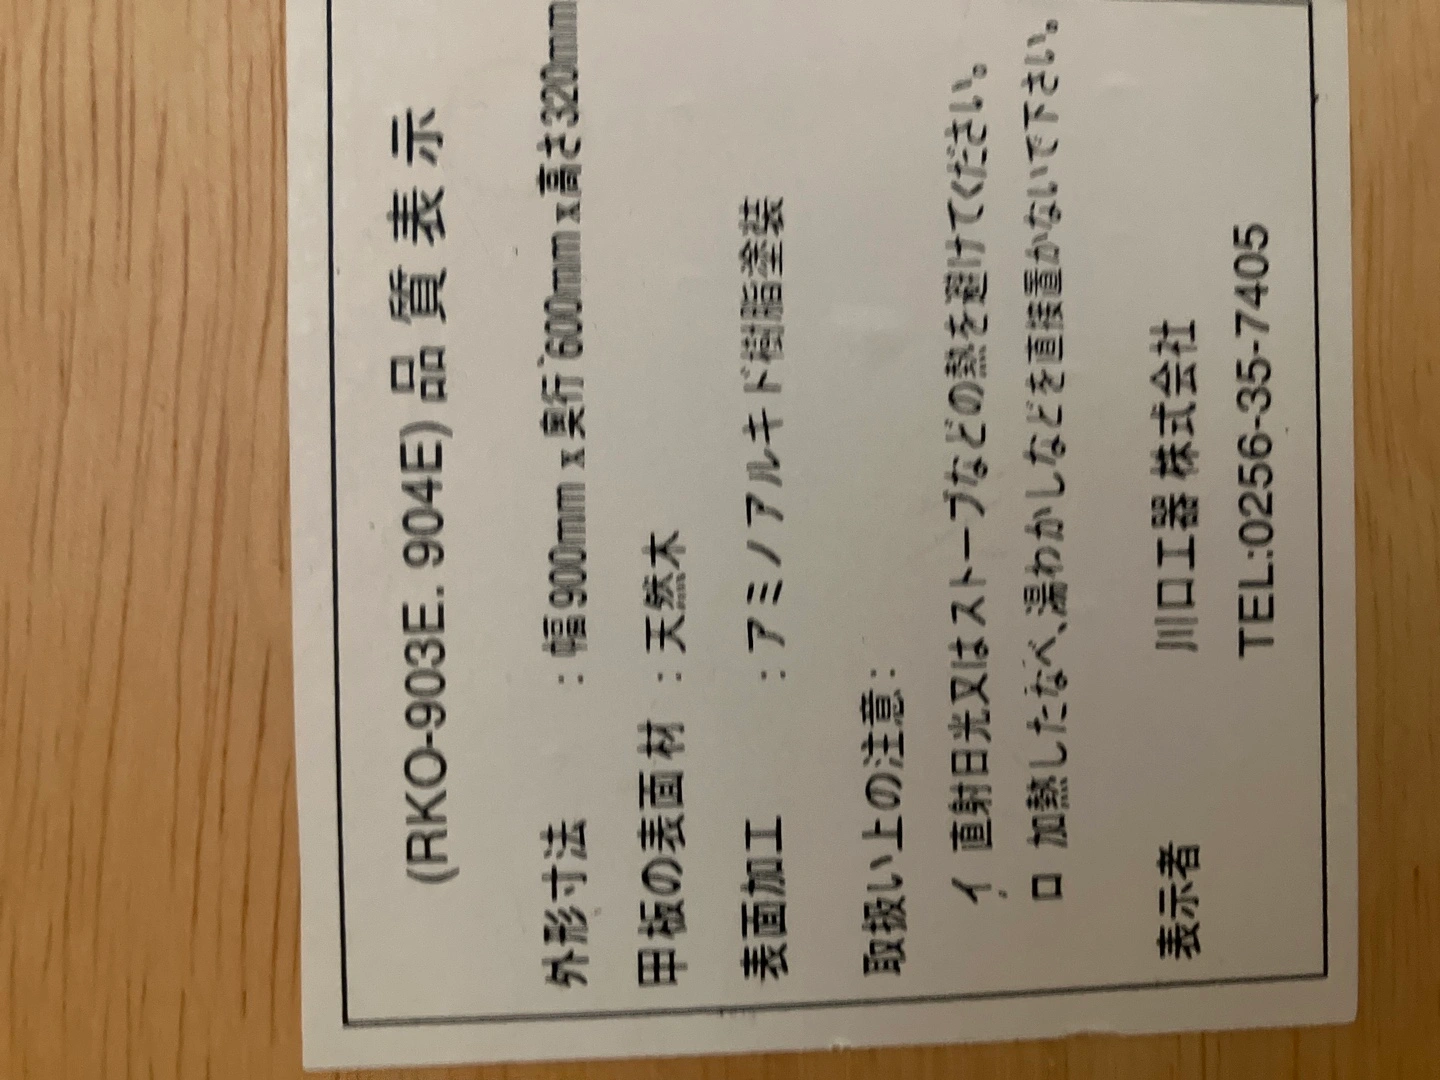 (RKO-903E. 904E) 品質表示
外形寸法 : 幅900mm x 奥行600mm x 高さ320mm
甲板の表面材 : 天然木
表面加工 : アミノアルキド樹脂塗装
取扱い上の注意:
イ 直射日光又はストーブなどの熱を避けてください。
ロ 加熱したなべ、湯わかしなどを直接置かないで下さい。
表示者 川口工器株式会社
TEL:0256-35-7405